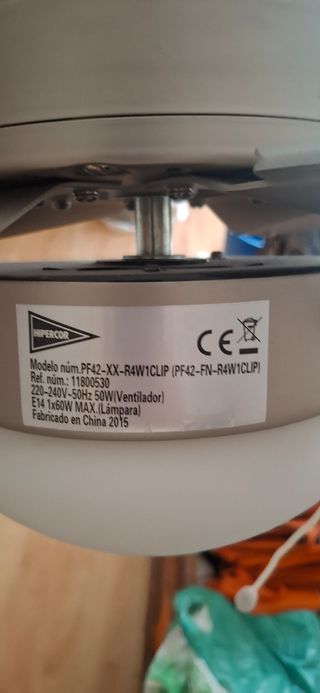 HIPERCOR
CE
Modelo núm.PF42-XX-R4W1CLIP (PF42-FN-R4W1CLIP)
Ref. núm.: 11800530
220-240V~50Hz 50W(Ventilador)
E14 1x60W MAX.(Lámpara)
Fabricado en China 2015